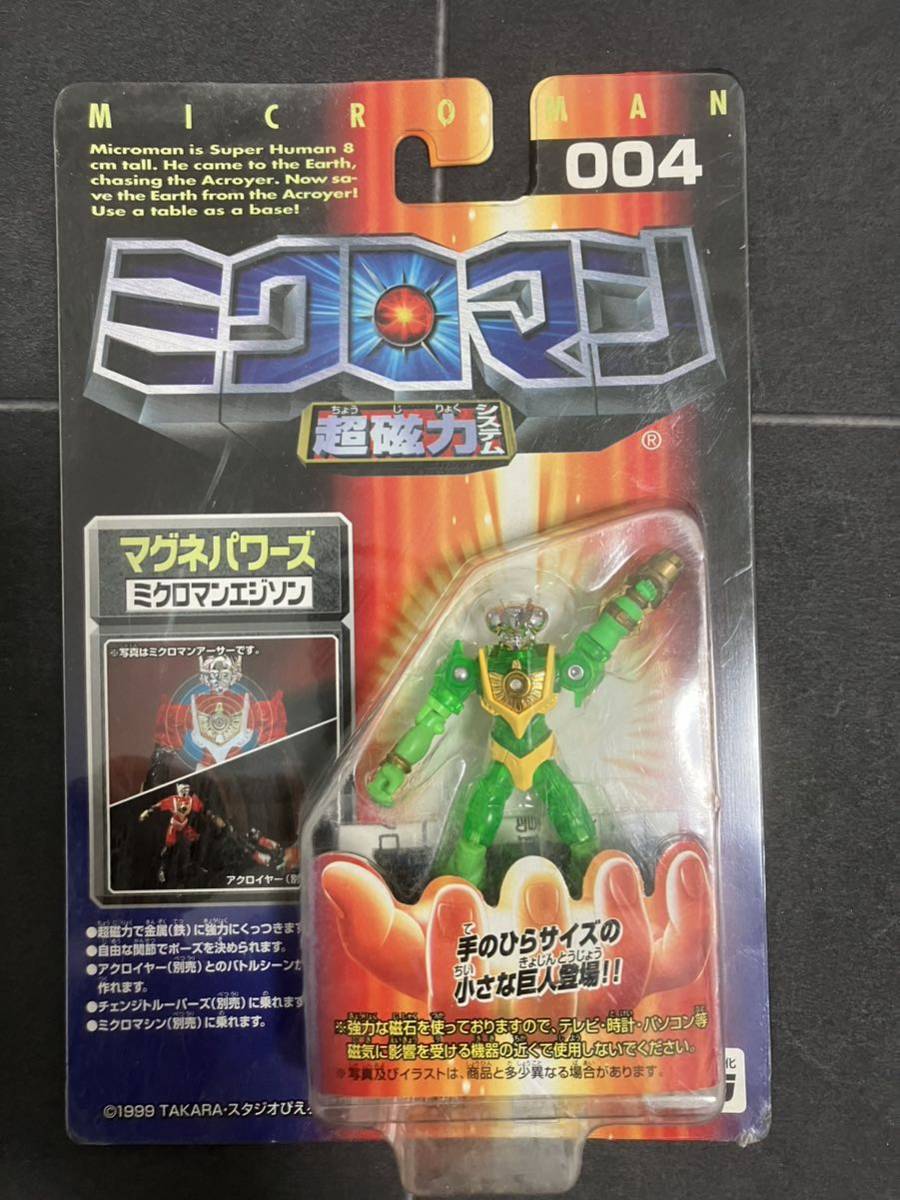 MICROMAN
004
Microman is Super Human 8
cm tall. He came to the Earth,
chasing the Acroyer. Now sa-
ve the Earth from the Acroyer!
Use a table as a base!
ミクロマン
ちょう じ りょく
超磁力システム
®
マグネパワーズ
ミクロマンエジソン
※写真はミクロマンアーサーです。
アクロイヤー(別
●超磁力で金属(鉄)に強力にくっつきます
●自由な関節でポーズを決められます。
●アクロイヤー(別売)とのバトルシーンが
作れます。
●チェンジトルーパーズ(別売)に乗れます
●ミクロマシン(別売)に乗れます。
手のひらサイズの
小さな巨人登場!!
※強力な磁石を使っておりますので、テレビ・時計・パソコン等
磁気に影響を受ける機器の近くで使用しないでください。
※写真及びイラストは、商品と多少異なる場合があります。
©1999 TAKARA・スタジオぴえ